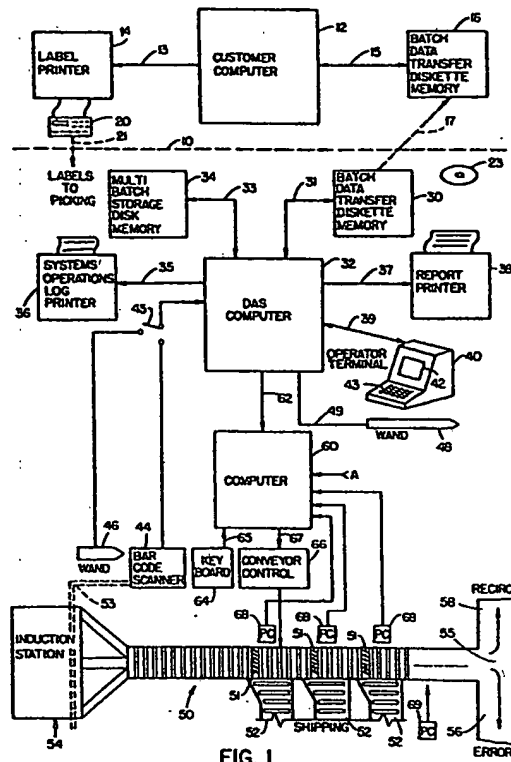 14
12
16
LABEL
PRINTER
13
CUSTOMER
COMPUTER
15
BATCH
DATA
TRANSFER
DISKETTE
MEMORY
20
21
10
17
LABELS
TO
PICKING
MULTI
BATCH
STORAGE
DISK
MEMORY
34
33
31
BATCH
DATA
TRANSFER
DISKETTE
MEMORY
30
23
SYSTEMS'
OPERATIONS
LOG
PRINTER
36
35
32
DAS
COMPUTER
37
REPORT
PRINTER
38
43
39
OPERATOR
TERMINAL
40
42
43
62
49
WAND
48
60
COMPUTER
A
46
WAND
44
BAR
CODE
SCANNER
65
67
66
KEY
BOARD
64
CONVEYOR
CONTROL
53
68
PC
68
PC
68
PC
58
RECIRC
INDUCTION
STATION
54
51
51
51
55
50
52
SHIPPING
52
52
PC
69
56
ERROR
FIG. 1